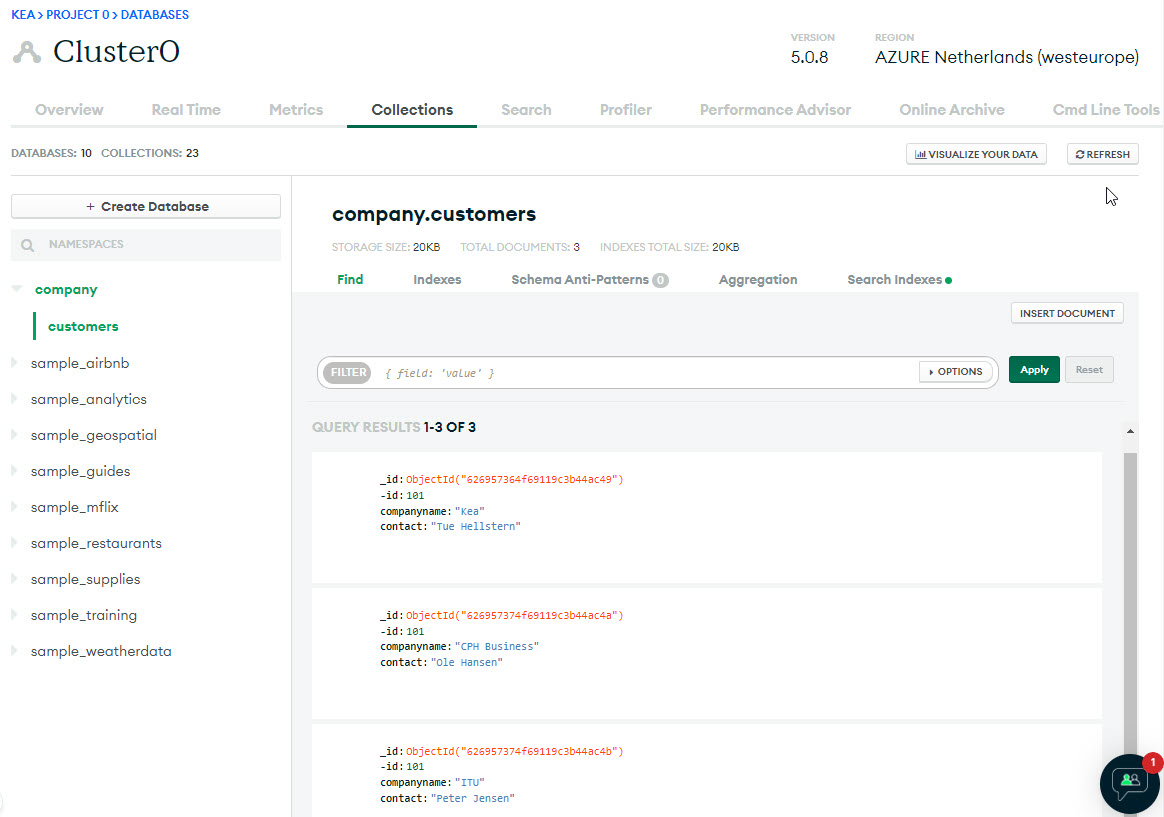 KEA > PROJECT 0 > DATABASES
Cluster0
VERSION
5.0.8
REGION
AZURE Netherlands (westeurope)
Overview Real Time Metrics Collections Search Profiler Performance Advisor Online Archive Cmd Line Tools
DATABASES: 10 COLLECTIONS: 23
VISUALIZE YOUR DATA
REFRESH
+ Create Database
NAMESPACES
company
customers
sample_airbnb
sample_analytics
sample_geospatial
sample_guides
sample_mflix
sample_restaurants
sample_supplies
sample_training
sample_weatherdata
company.customers
STORAGE SIZE: 20KB TOTAL DOCUMENTS: 3 INDEXES TOTAL SIZE: 20KB
Find Indexes Schema Anti-Patterns 0 Aggregation Search Indexes
INSERT DOCUMENT
FILTER { field: 'value' } OPTIONS Apply Reset
QUERY RESULTS 1-3 OF 3
_id: ObjectId("626957364f69119c3b44ac49")
-id: 101
companyname: "Kea"
contact: "Tue Hellstern"
_id: ObjectId("626957374f69119c3b44ac4a")
-id: 101
companyname: "CPH Business"
contact: "Ole Hansen"
_id: ObjectId("626957374f69119c3b44ac4b")
-id: 101
companyname: "ITU"
contact: "Peter Jensen"
1